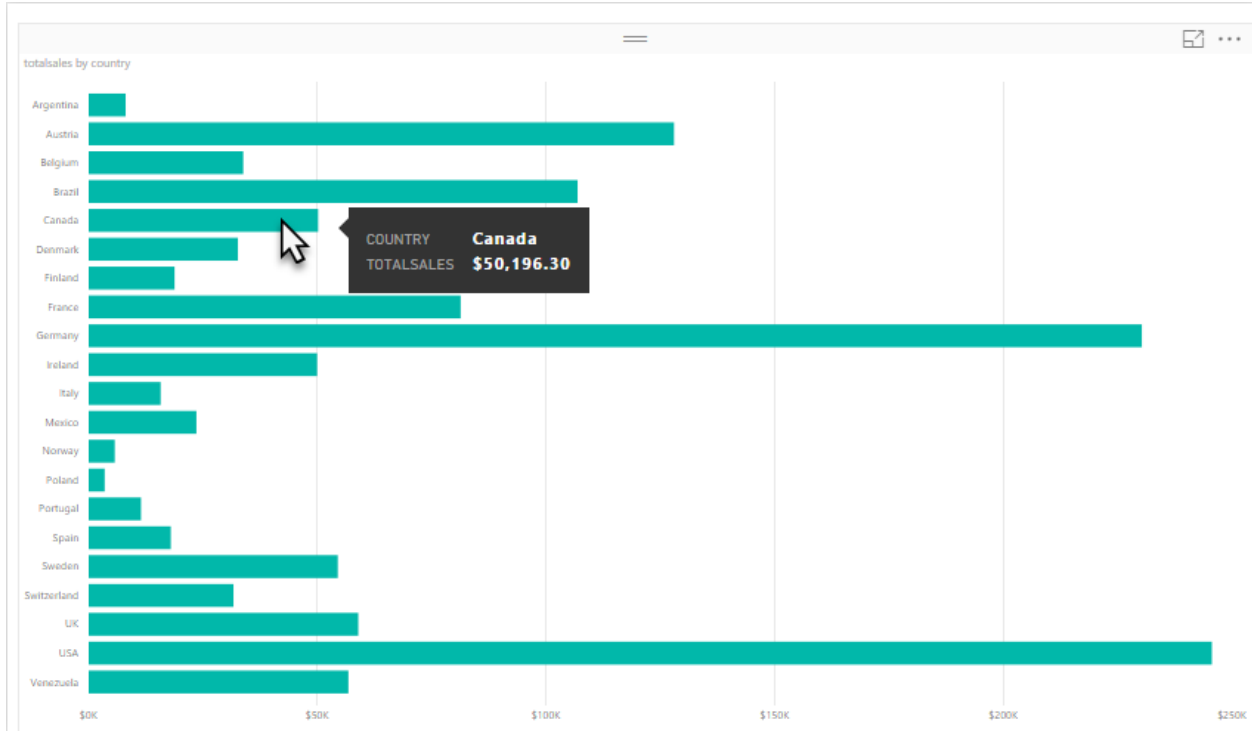 totalsales by country
Argentina
Austria
Belgium
Brazil
Canada
COUNTRY Canada
TOTALSALES $50,196.30
Denmark
Finland
France
Germany
Ireland
Italy
Mexico
Norway
Poland
Portugal
Spain
Sweden
Switzerland
UK
USA
Venezuela
$0K $50K $100K $150K $200K $250K